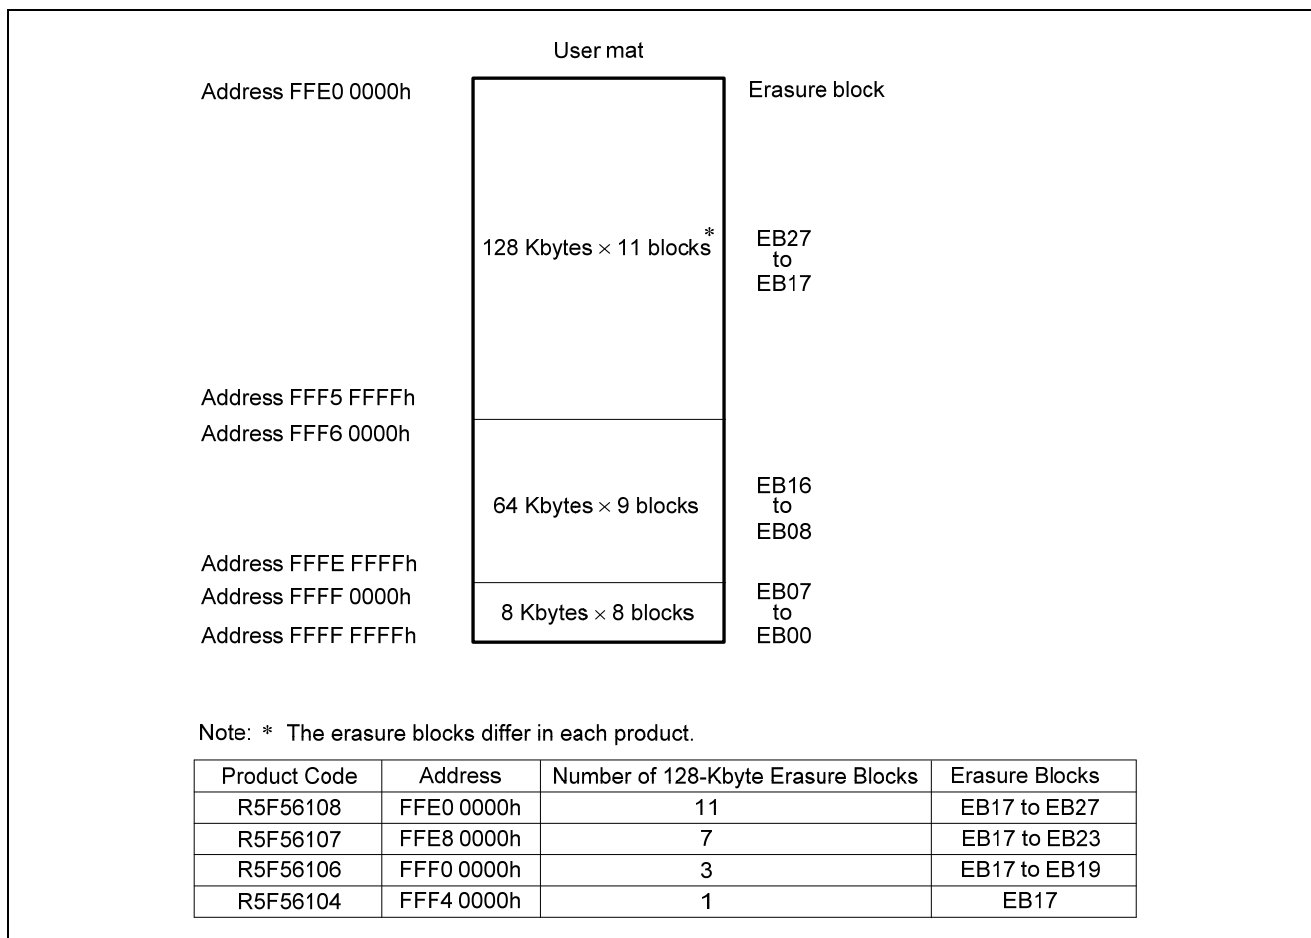 User mat
Address FFE0 0000h
Erasure block
128 Kbytes × 11 blocks*
EB27
to
EB17
Address FFF5 FFFFh
Address FFF6 0000h
64 Kbytes × 9 blocks
EB16
to
EB08
Address FFFE FFFFh
Address FFFF 0000h
8 Kbytes × 8 blocks
EB07
to
EB00
Address FFFF FFFFh
Note: * The erasure blocks differ in each product.
Product Code Address Number of 128-Kbyte Erasure Blocks Erasure Blocks
R5F56108 FFE0 0000h 11 EB17 to EB27
R5F56107 FFE8 0000h 7 EB17 to EB23
R5F56106 FFF0 0000h 3 EB17 to EB19
R5F56104 FFF4 0000h 1 EB17